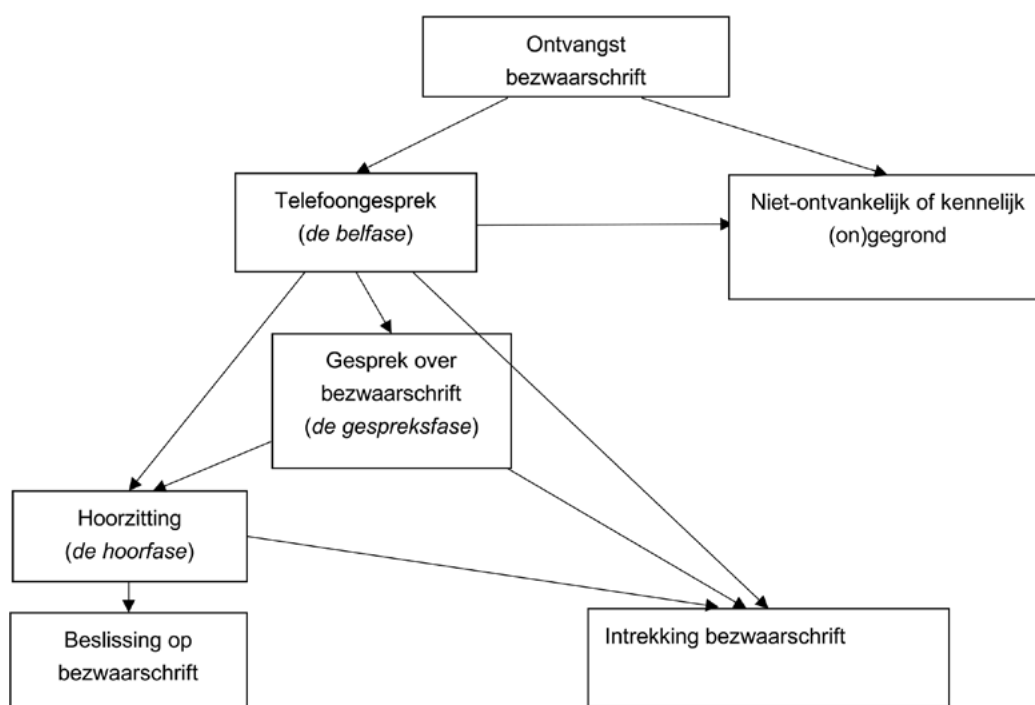 Ontvangst
bezwaarschrift
Telefoongesprek
(de belfase)
Niet-ontvankelijk of kennelijk
(on)gegrond
Gesprek over
bezwaarschrift
(de gespreksfase)
Hoorzitting
(de hoorfase)
Beslissing op
bezwaarschrift
Intrekking bezwaarschrift